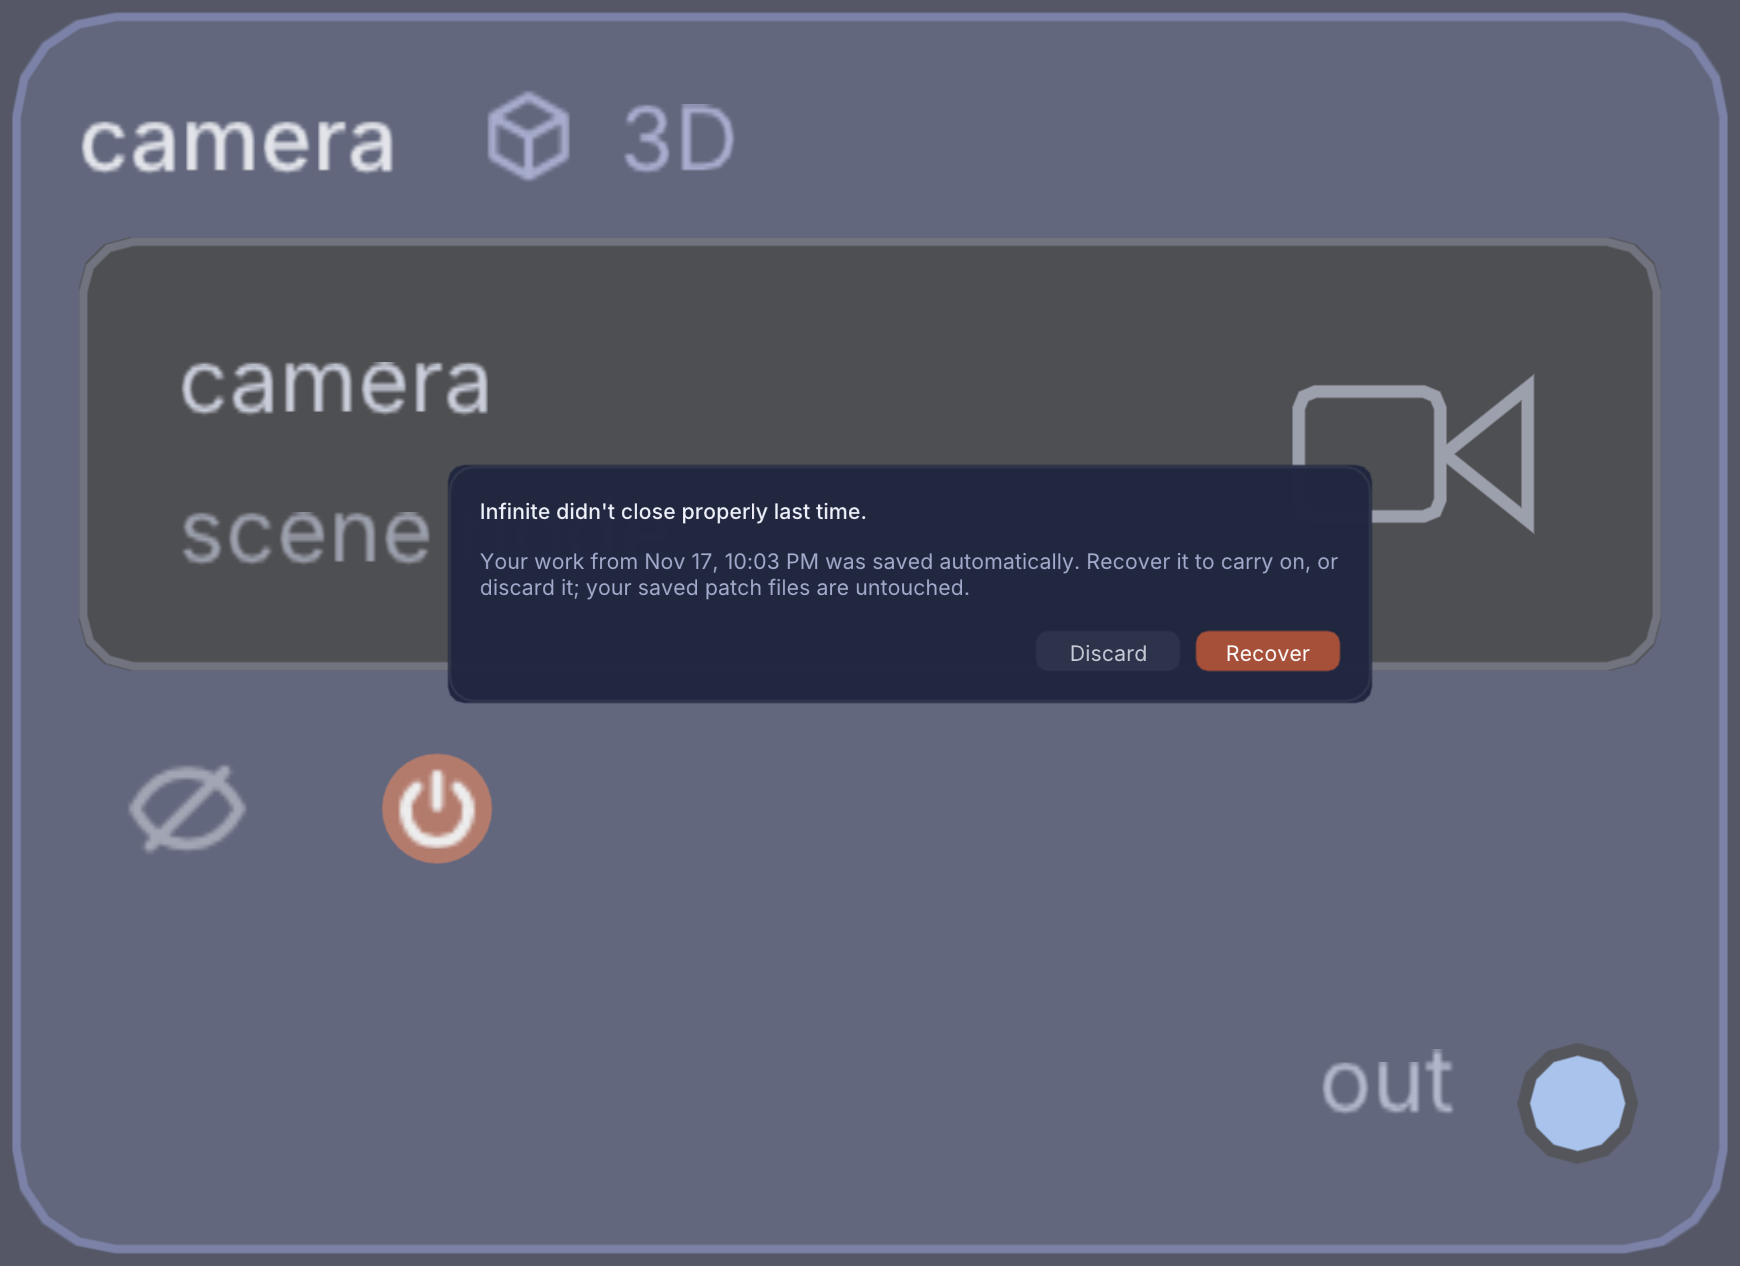 camera 3D
camera
scene
Infinite didn't close properly last time.
Your work from Nov 17, 10:03 PM was saved automatically. Recover it to carry on, or
discard it; your saved patch files are untouched.
Discard Recover
out